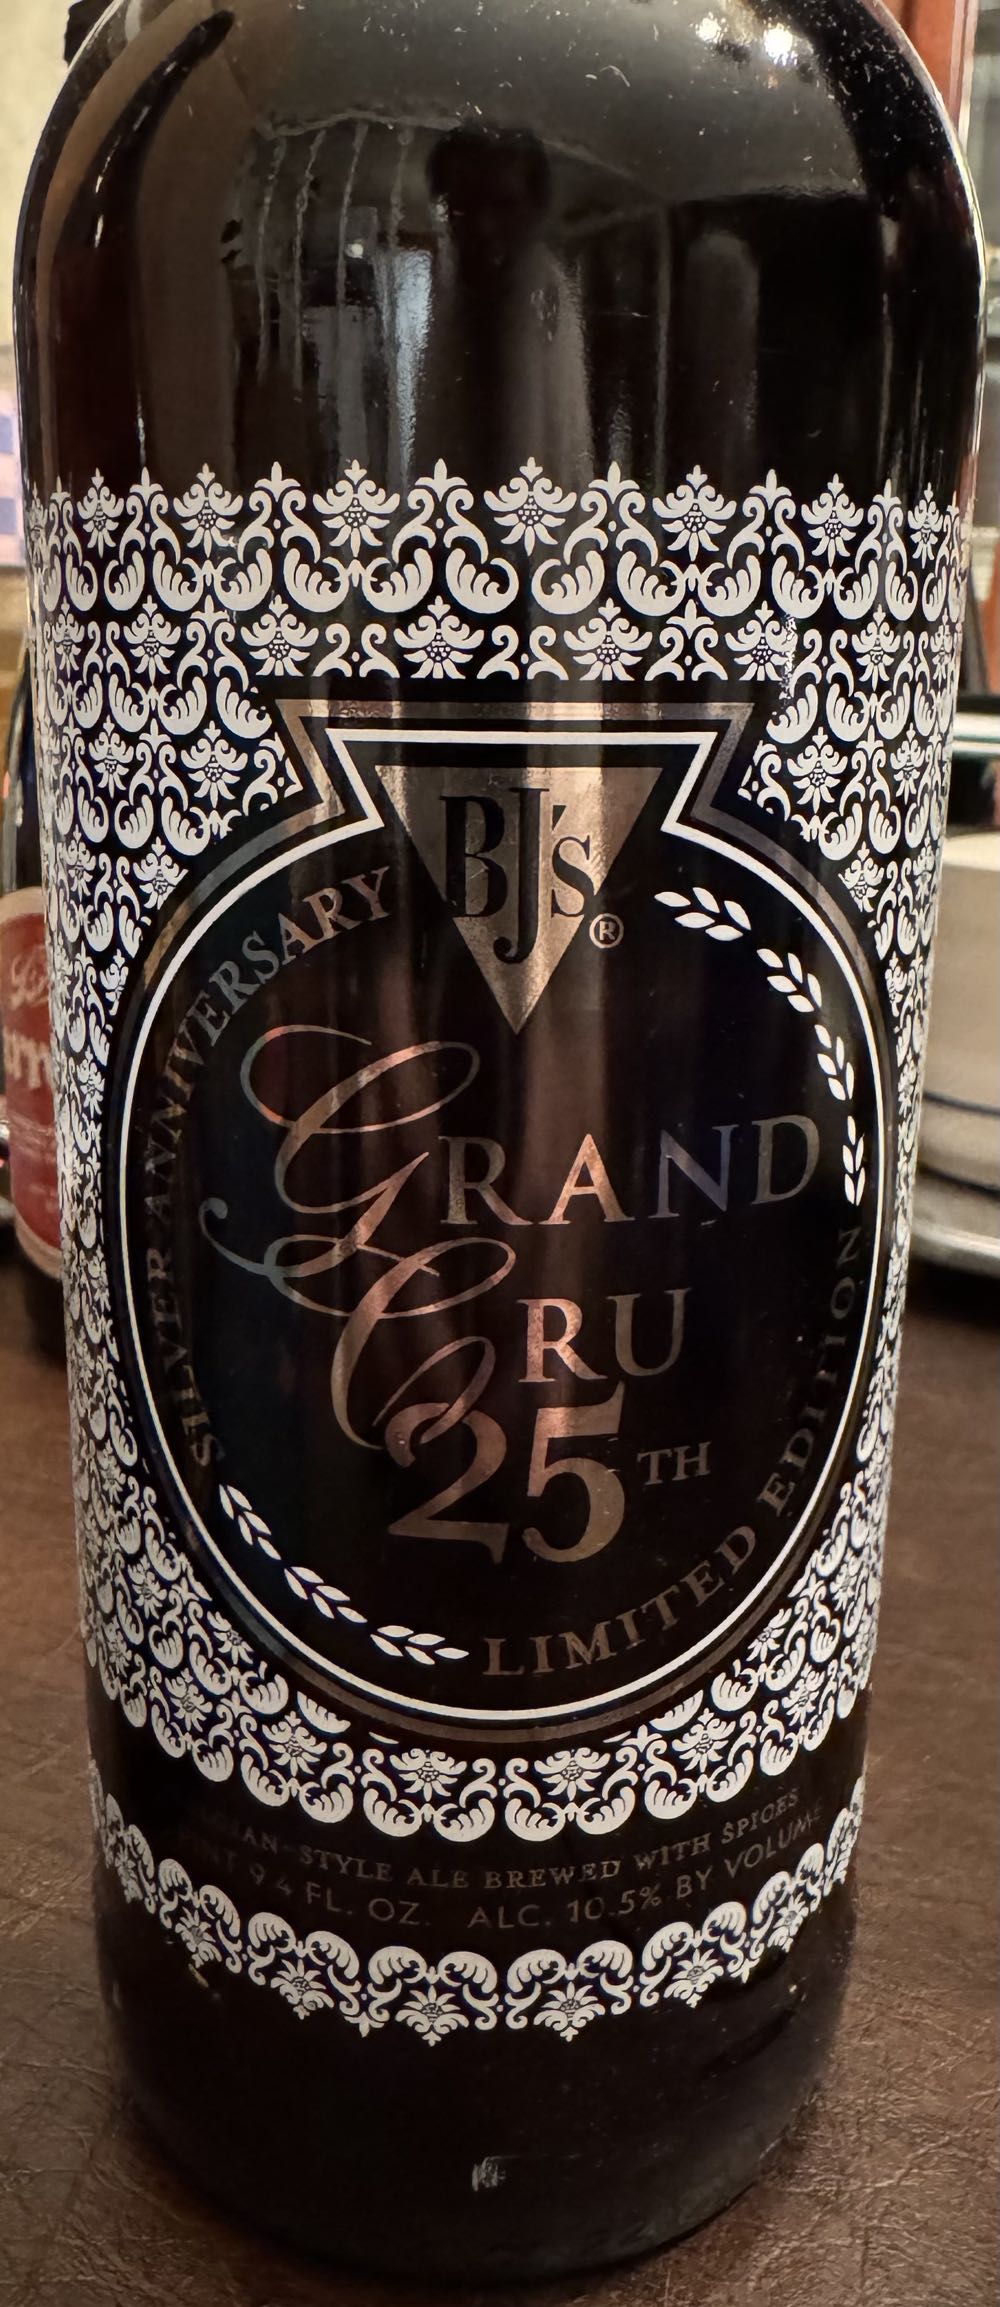 BJ's®
SILVER ANNIVERSARY
GRAND
CRU
25TH
LIMITED EDITION
STYLE ALE BREWED WITH SPICES
9.4 FL. OZ. ALC. 10.5% BY VOLUME